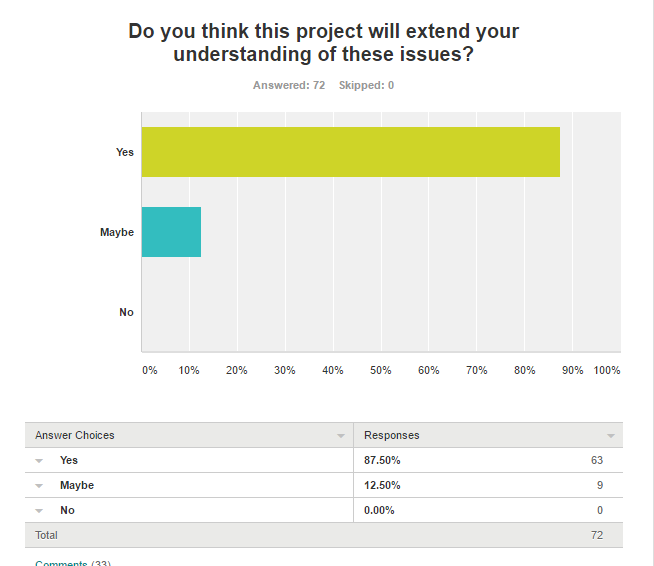 Do you think this project will extend your
understanding of these issues?
Answered: 72 Skipped: 0
Yes
Maybe
No
0% 10% 20% 30% 40% 50% 60% 70% 80% 90% 100%
Answer Choices Responses
Yes 87.50% 63
Maybe 12.50% 9
No 0.00% 0
Total 72
Comments (33)